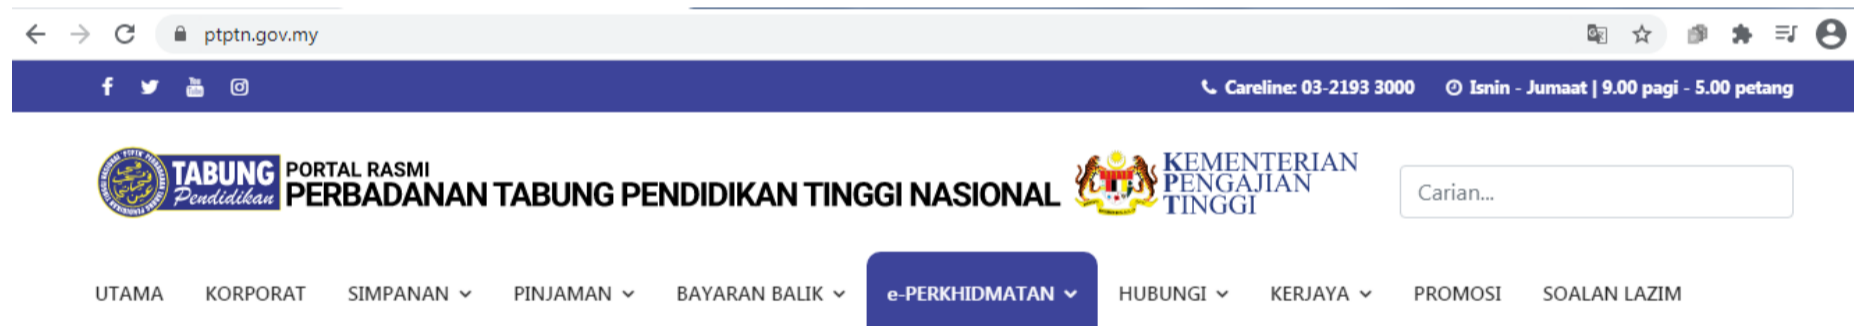 ptptn.gov.my
Careline: 03-2193 3000 Isnin - Jumaat | 9.00 pagi - 5.00 petang
TABUNG Pendidikan
PORTAL RASMI
PERBADANAN TABUNG PENDIDIKAN TINGGI NASIONAL
KEMENTERIAN
PENGAJIAN
TINGGI
Carian...
UTAMA KORPORAT SIMPANAN PINJAMAN BAYARAN BALIK e-PERKHIDMATAN HUBUNGI KERJAYA PROMOSI SOALAN LAZIM